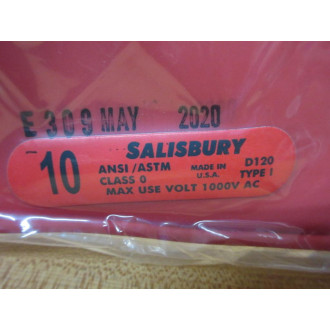 E 309 MAY 2020
SALISBURY
10
ANSI/ASTM MADE IN U.S.A. D120
CLASS 0 TYPE I
MAX USE VOLT 1000V AC